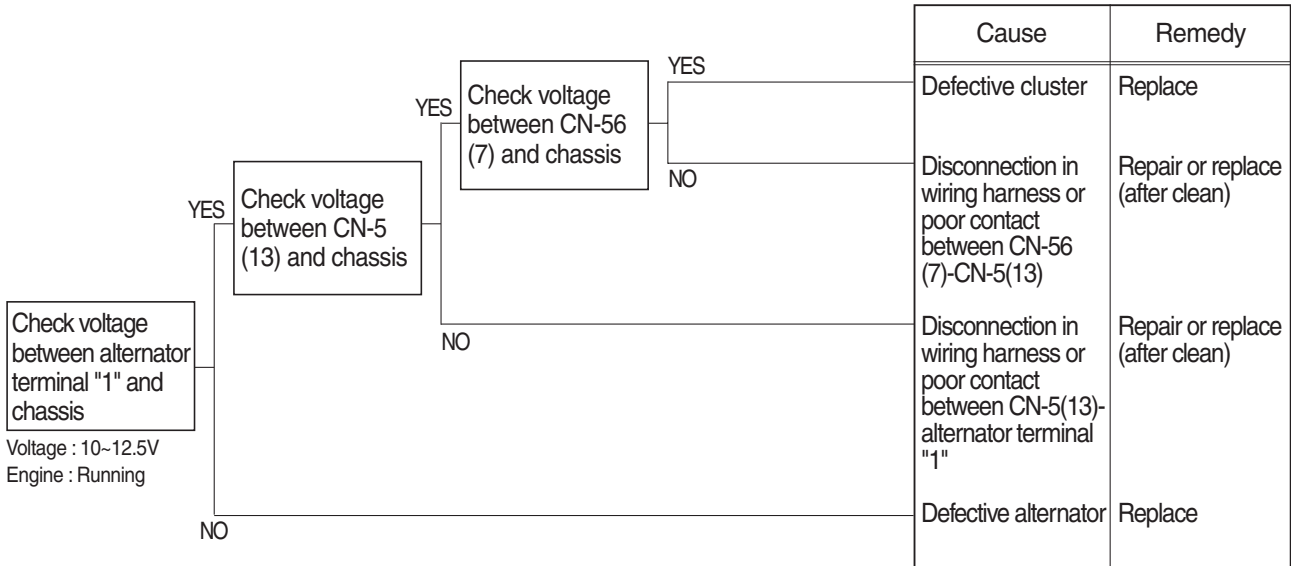 Check voltage
between alternator
terminal "1" and
chassis
Voltage : 10~12.5V
Engine : Running
YES
NO
Check voltage
between CN-5
(13) and chassis
YES
NO
Check voltage
between CN-56
(7) and chassis
YES
NO
Cause
Remedy
Defective cluster
Replace
Disconnection in
wiring harness or
poor contact
between CN-56
(7)-CN-5(13)
Repair or replace
(after clean)
Disconnection in
wiring harness or
poor contact
between CN-5(13)-
alternator terminal
"1"
Repair or replace
(after clean)
Defective alternator
Replace